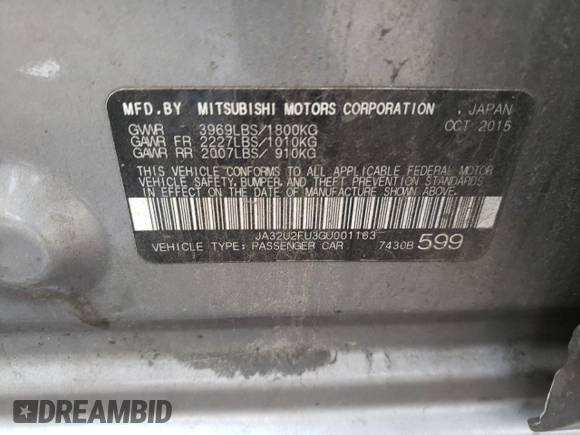 MFD.BY MITSUBISHI MOTORS CORPORATION , JAPAN
GVWR 3969LBS/1800KG OCT 2015
GAWR FR 2227LBS/1010KG
GAWR RR 2007LBS/ 910KG
THIS VEHICLE CONFORMS TO ALL APPLICABLE FEDERAL MOTOR
VEHICLE SAFETY, BUMPER, AND THEFT PREVENTION STANDARDS
IN EFFECT ON THE DATE OF MANUFACTURE SHOWN ABOVE.
JA32U2FU3GU001163
VEHICLE TYPE: PASSENGER CAR 7430B 599
DREAMBID